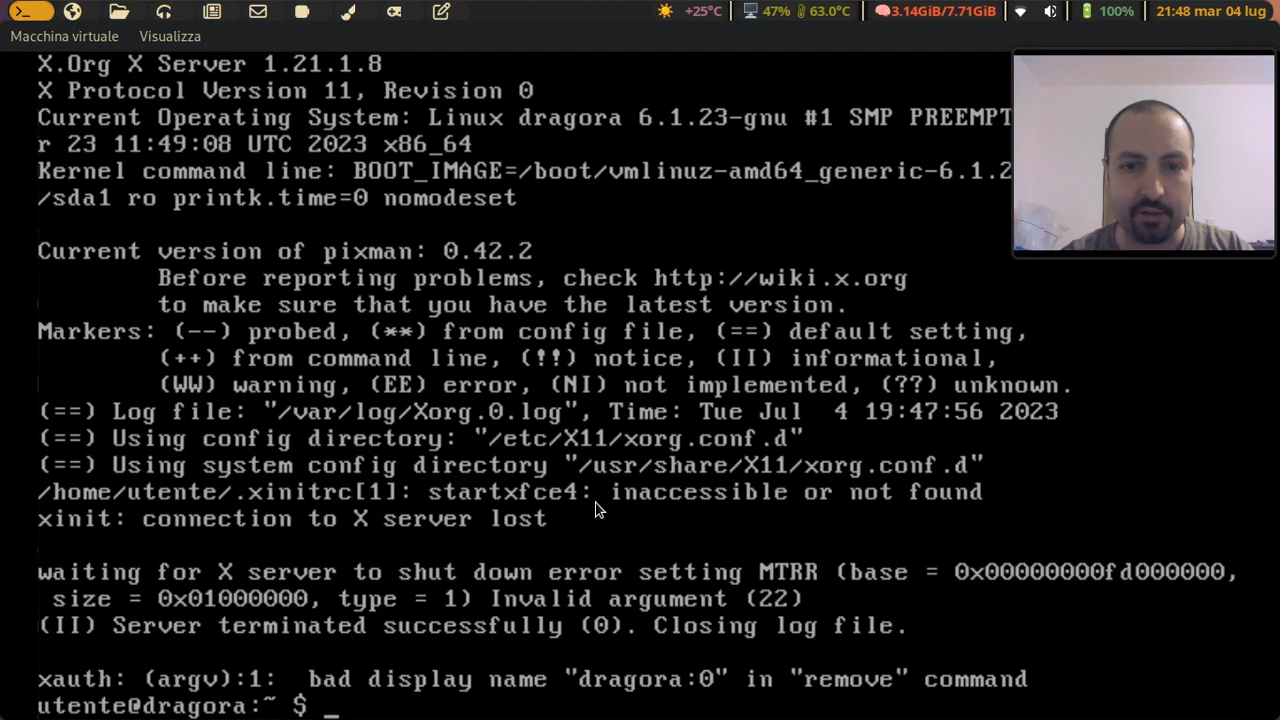 +25°C 47% 63.0°C 3.14GiB/7.71GiB 100% 21:48 mar 04 lug
Macchina virtuale Visualizza
X.Org X Server 1.21.1.8
X Protocol Version 11, Revision 0
Current Operating System: Linux dragora 6.1.23-gnu #1 SMP PREEMPT
r 23 11:49:08 UTC 2023 x86_64
Kernel command line: BOOT_IMAGE=/boot/vmlinuz-amd64_generic-6.1.2
/sda1 ro printk.time=0 nomodeset
Current version of pixman: 0.42.2
Before reporting problems, check http://wiki.x.org
to make sure that you have the latest version.
Markers: (--) probed, (**) from config file, (==) default setting,
(++) from command line, (!!) notice, (II) informational,
(WW) warning, (EE) error, (NI) not implemented, (??) unknown.
(==) Log file: "/var/log/Xorg.0.log", Time: Tue Jul  4 19:47:56 2023
(==) Using config directory: "/etc/X11/xorg.conf.d"
(==) Using system config directory "/usr/share/X11/xorg.conf.d"
/home/utente/.xinitrc[1]: startxfce4: inaccessible or not found
xinit: connection to X server lost
waiting for X server to shut down error setting MTRR (base = 0x00000000fd000000,
size = 0x01000000, type = 1) Invalid argument (22)
(II) Server terminated successfully (0). Closing log file.
xauth: (argv):1:  bad display name "dragora:0" in "remove" command
utente@dragora:~ $ _